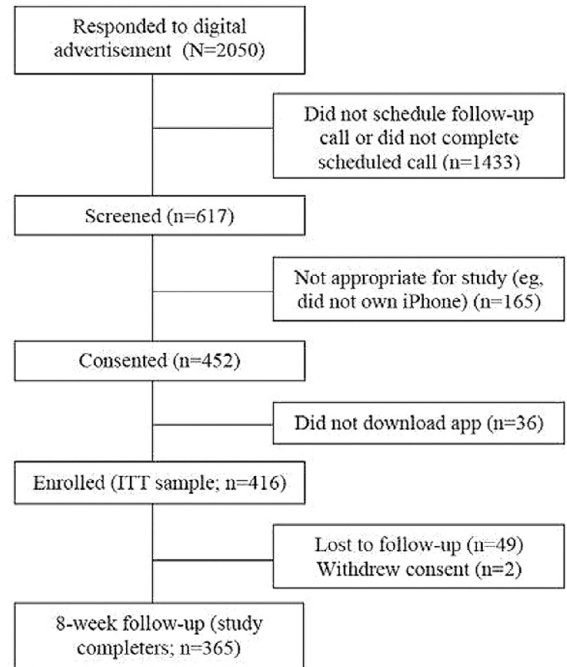 Responded to digital
advertisement (N=2050)
Did not schedule follow-up
call or did not complete
scheduled call (n=1433)
Screened (n=617)
Not appropriate for study (eg,
did not own iPhone) (n=165)
Consented (n=452)
Did not download app (n=36)
Enrolled (ITT sample; n=416)
Lost to follow-up (n=49)
Withdrew consent (n=2)
8-week follow-up (study
completers; n=365)